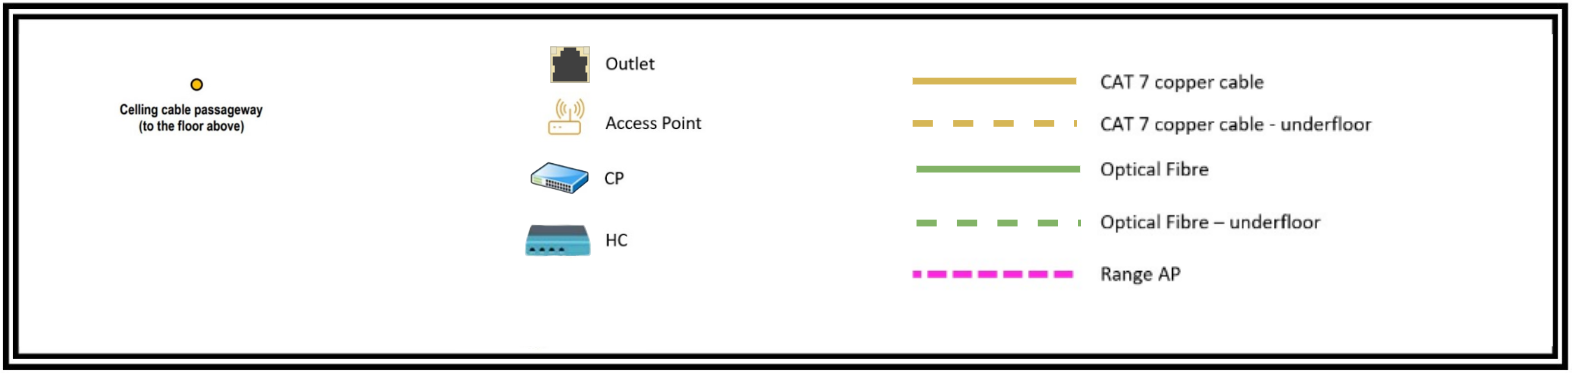 Celling cable passageway
(to the floor above)
Outlet
Access Point
CP
HC
CAT 7 copper cable
CAT 7 copper cable - underfloor
Optical Fibre
Optical Fibre – underfloor
Range AP